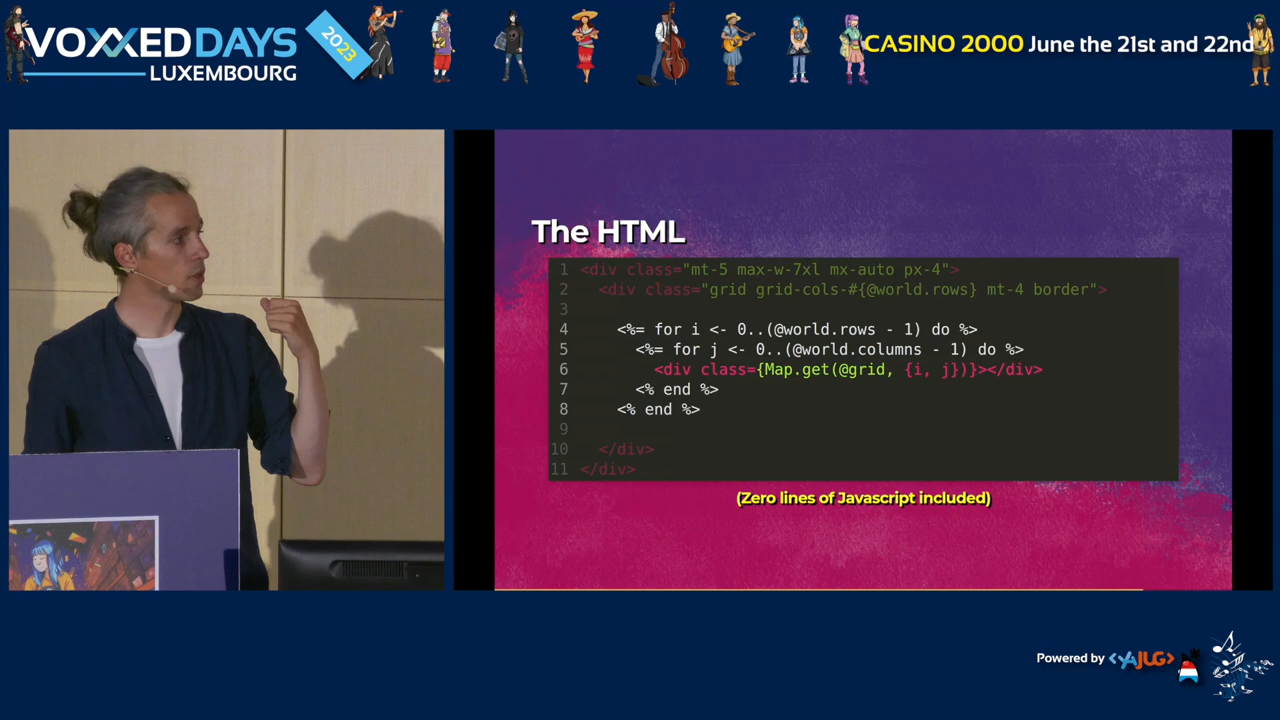 VOXXED DAYS
LUXEMBOURG
2023
CASINO 2000 June the 21st and 22nd
The HTML
1 <div class="mt-5 max-w-7xl mx-auto px-4">
2 <div class="grid grid-cols-#{@world.rows} mt-4 border">
3
4 <%= for i <- 0..(@world.rows - 1) do %>
5 <%= for j <- 0..(@world.columns - 1) do %>
6 <div class={Map.get(@grid, {i, j})}></div>
7 <% end %>
8 <% end %>
9
10 </div>
11 </div>
(Zero lines of Javascript included)
Powered by <YAJUG>